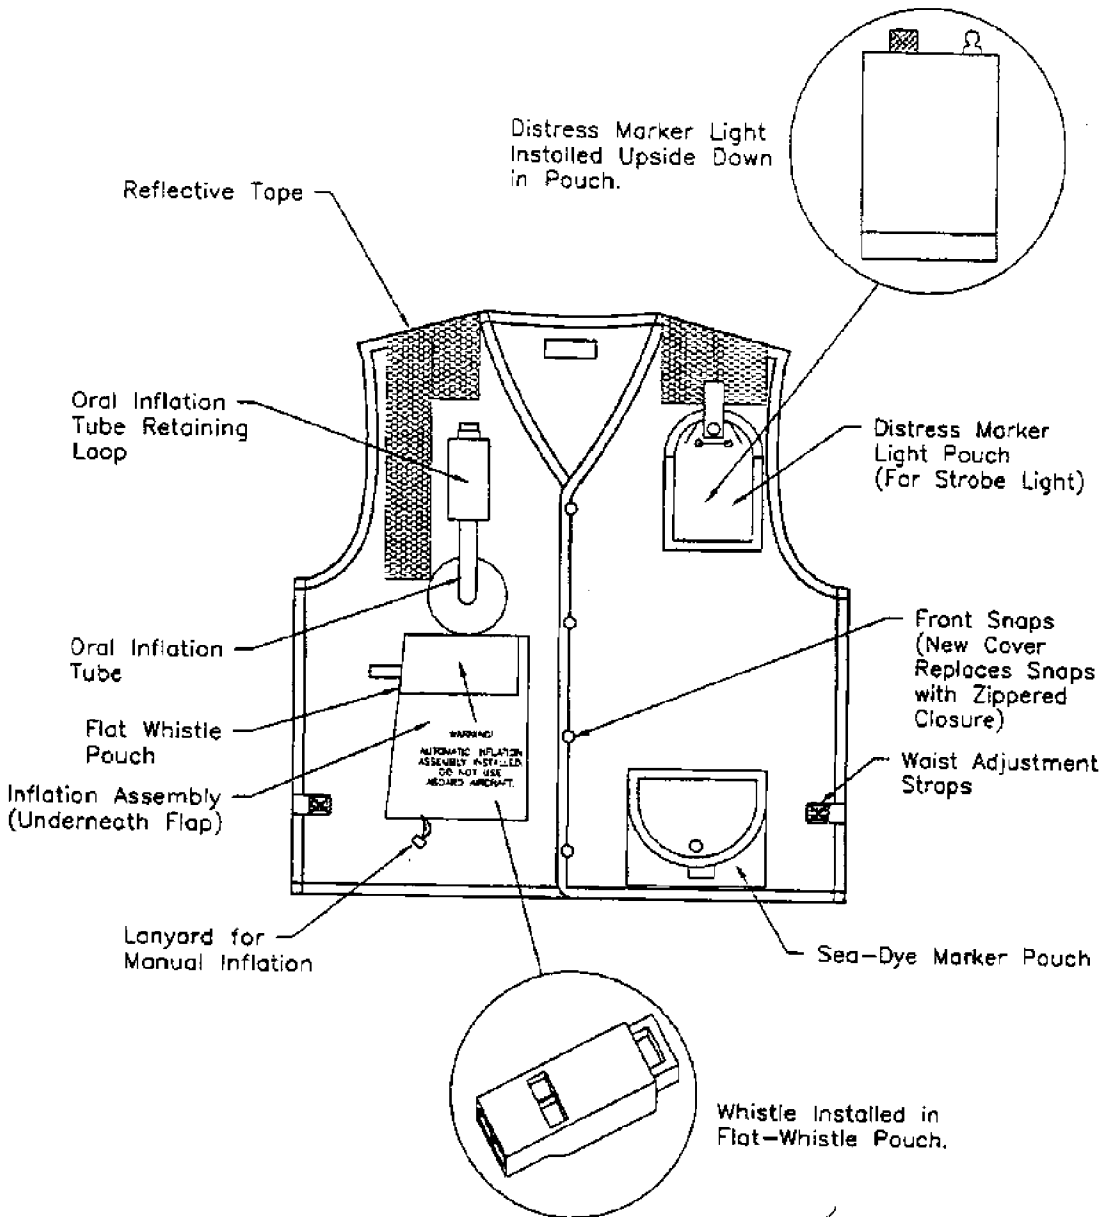 Distress Marker Light
Installed Upside Down
in Pouch.
Reflective Tape
Oral Inflation
Tube Retaining
Loop
Distress Marker
Light Pouch
(For Strobe Light)
Oral Inflation
Tube
Front Snaps
(New Cover
Replaces Snaps
with Zippered
Closure)
Flat Whistle
Pouch
WARNING!
AUTOMATIC INFLATION
ASSEMBLY INSTALLED.
DO NOT USE
ABOARD AIRCRAFT.
Waist Adjustment
Straps
Inflation Assembly
(Underneath Flap)
Lanyard for
Manual Inflation
Sea-Dye Marker Pouch
Whistle Installed in
Flat-Whistle Pouch.